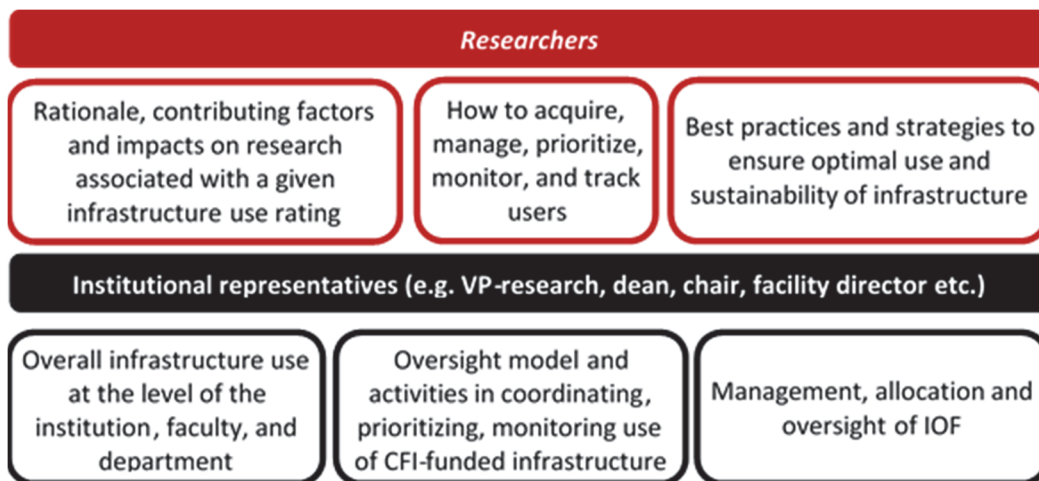 Researchers
Rationale, contributing factors
and impacts on research
associated with a given
infrastructure use rating
How to acquire,
manage, prioritize,
monitor, and track
users
Best practices and strategies to
ensure optimal use and
sustainability of infrastructure
Institutional representatives (e.g. VP-research, dean, chair, facility director etc.)
Overall infrastructure use
at the level of the
institution, faculty, and
department
Oversight model and
activities in coordinating,
prioritizing, monitoring use
of CFI-funded infrastructure
Management, allocation and
oversight of IOF